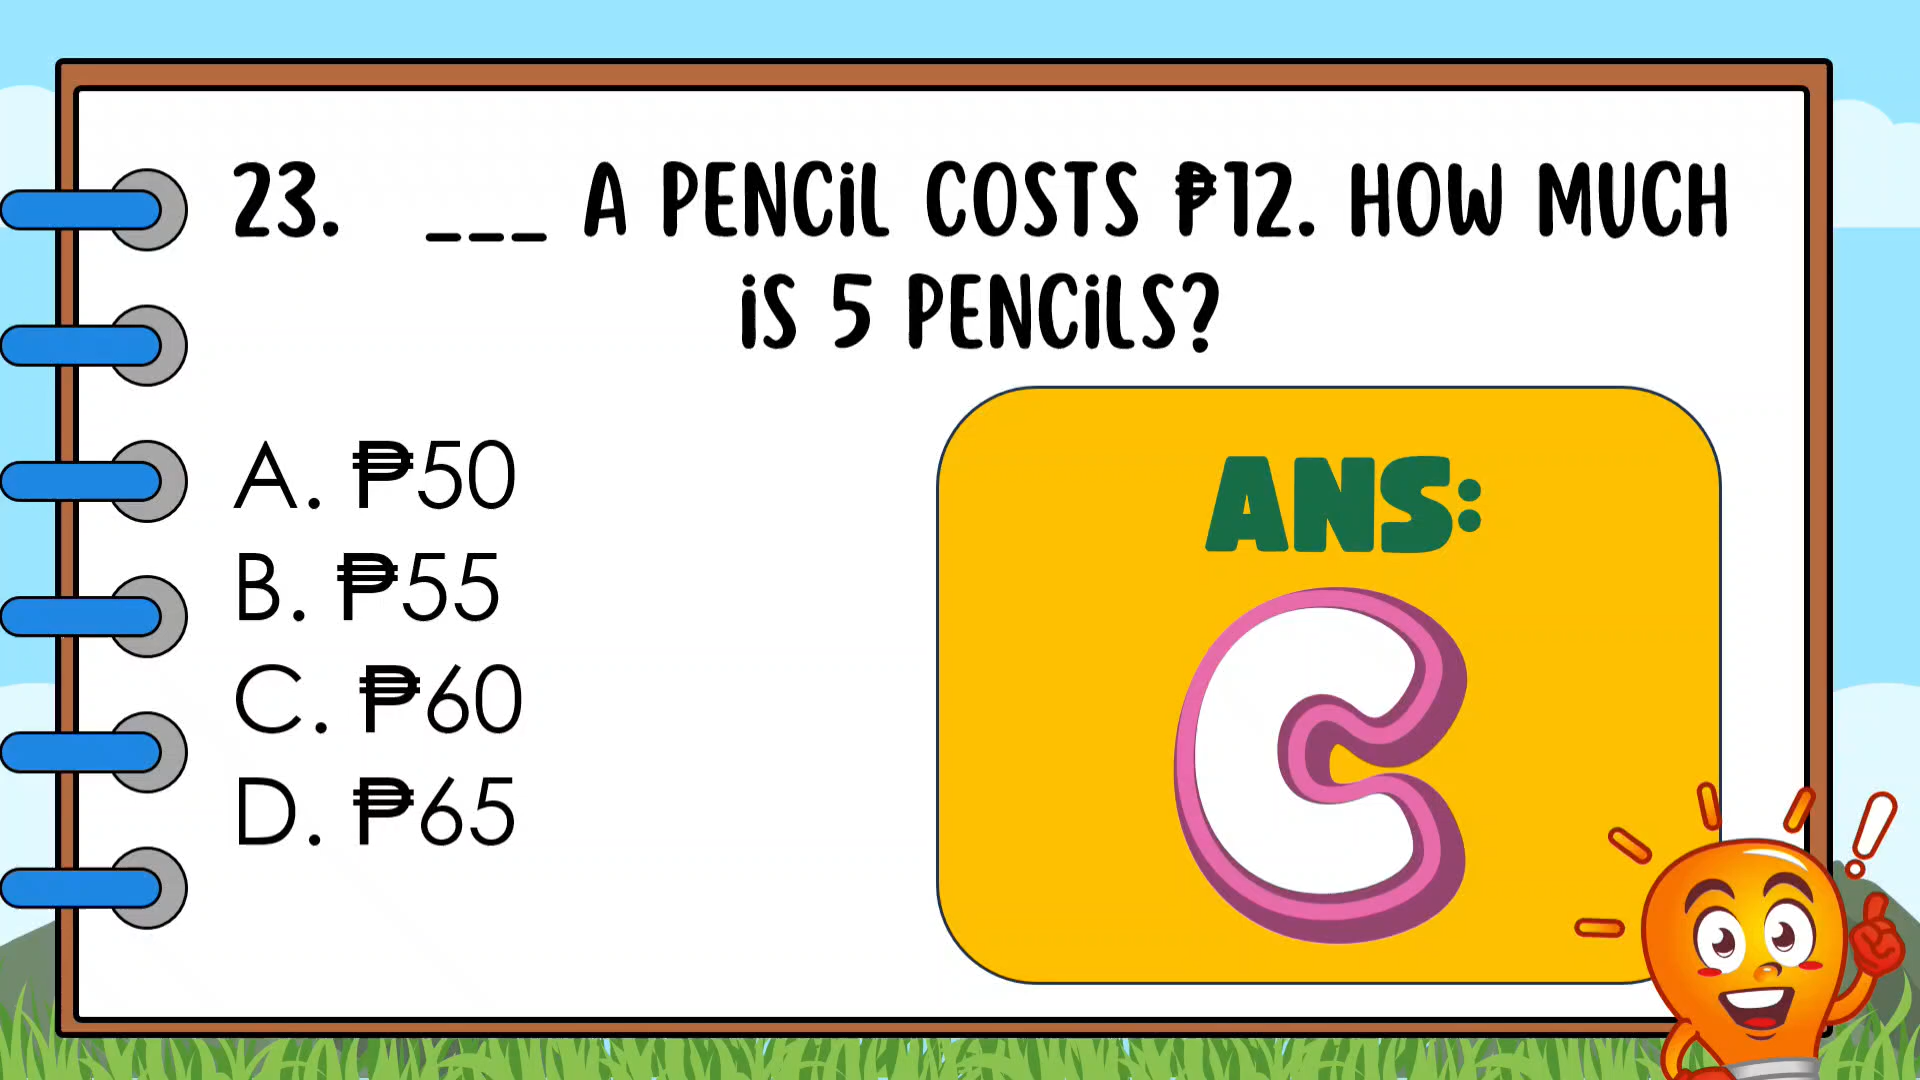 23. ___ A PENCiL COSTS ₱12. HOW MUCH
iS 5 PENCiLS?
A. ₱50
B. ₱55
C. ₱60
D. ₱65
ANS:
C